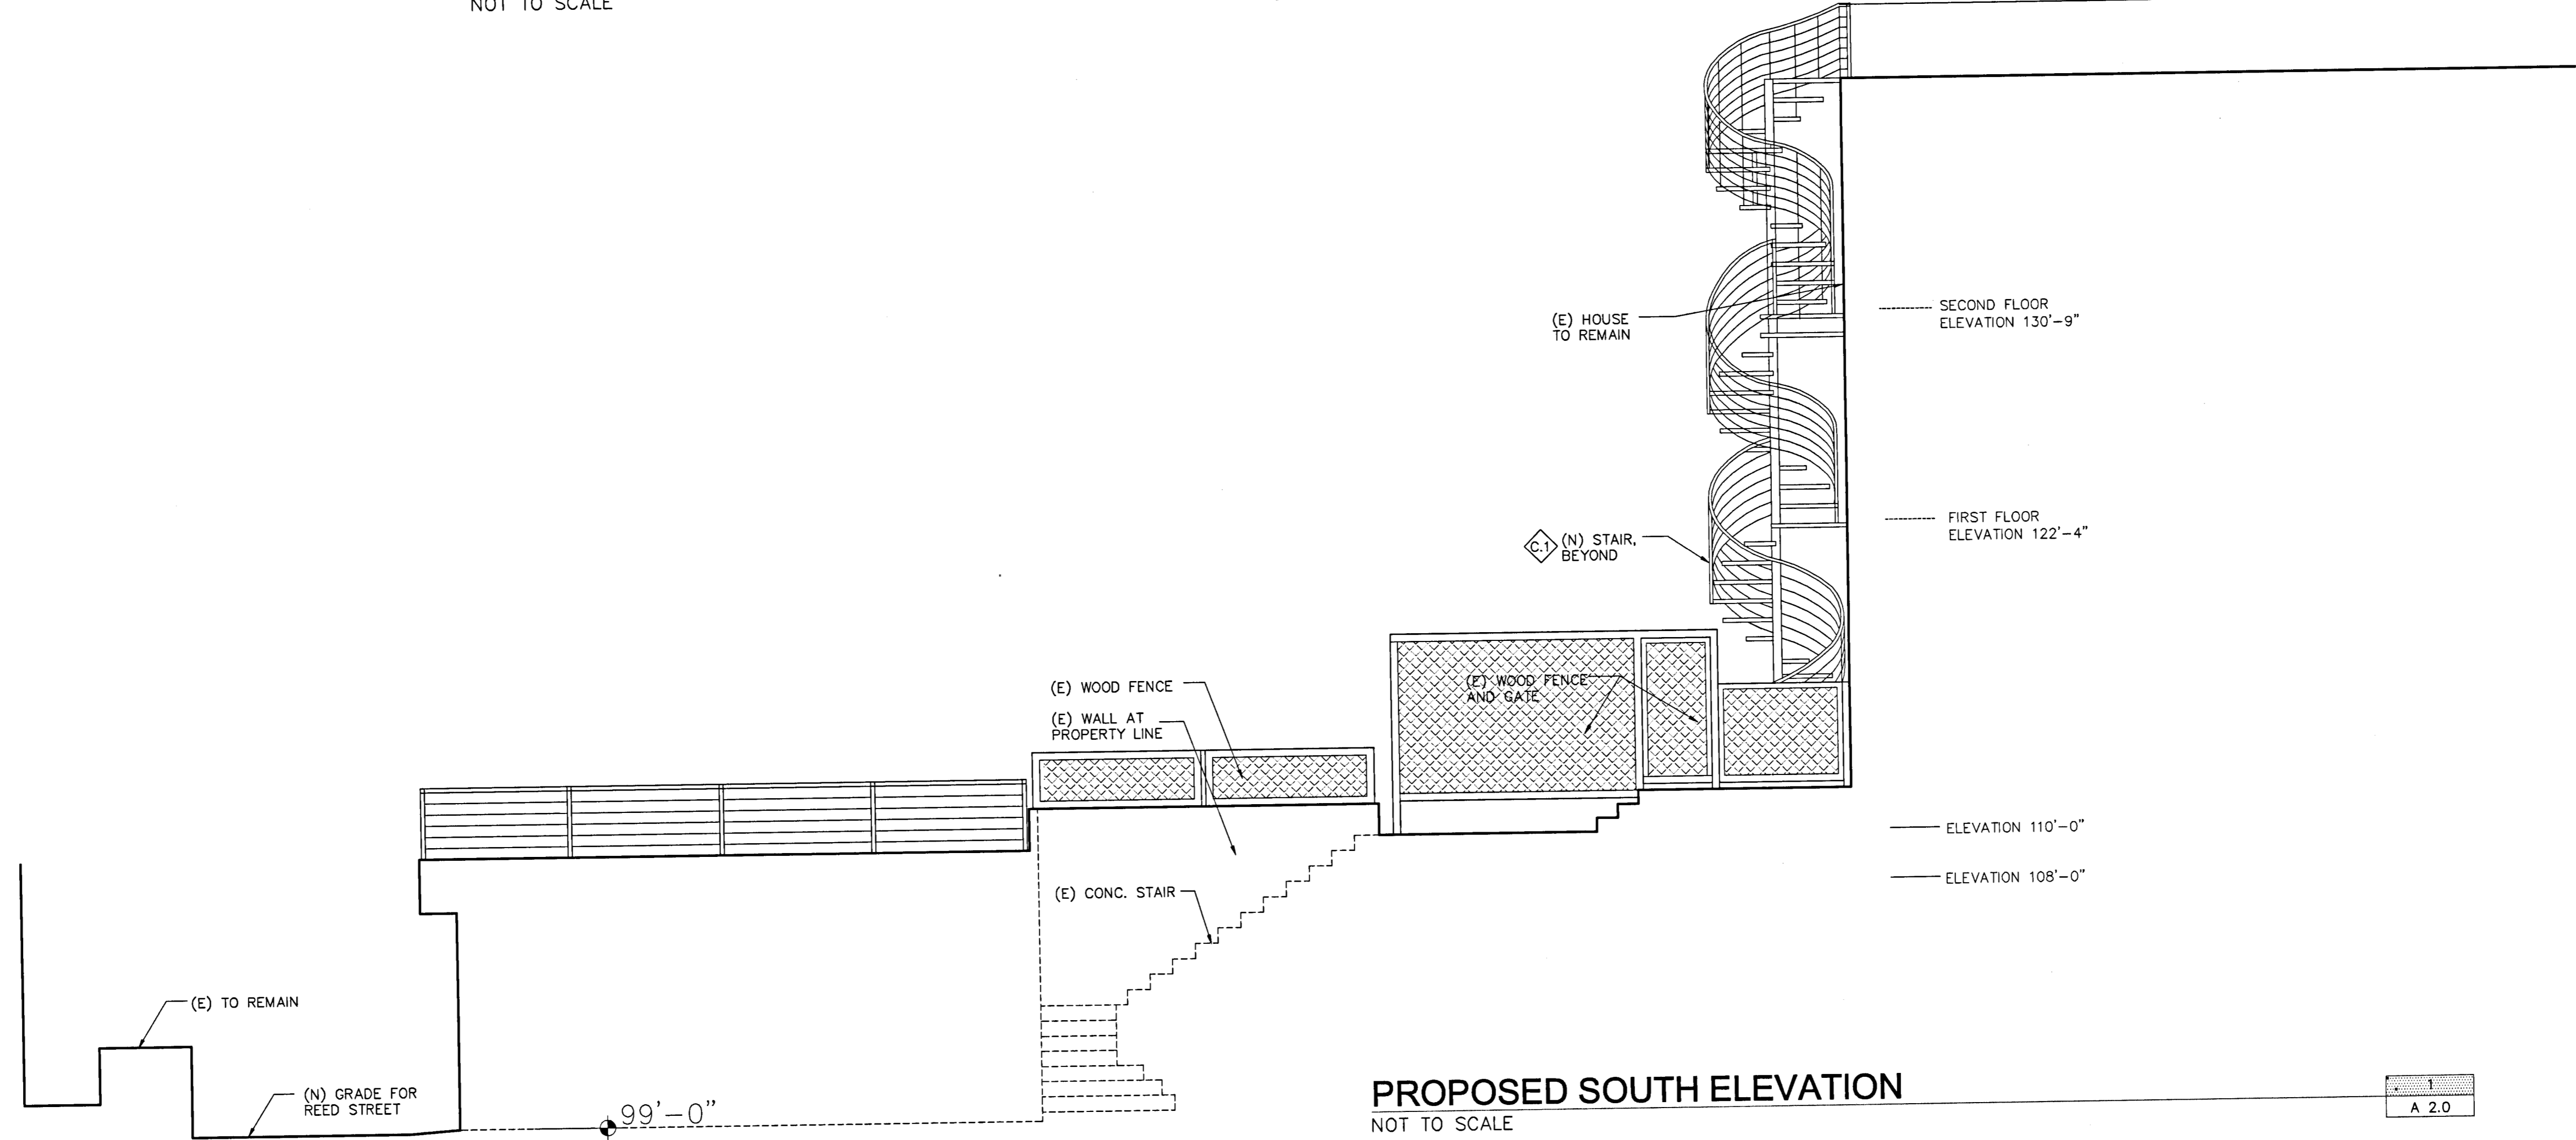 NOT TO SCALE
(E) HOUSE
TO REMAIN
SECOND FLOOR
ELEVATION 130'-9"
FIRST FLOOR
ELEVATION 122'-4"
C.1
(N) STAIR,
BEYOND
(E) WOOD FENCE
(E) WOOD FENCE
AND GATE
(E) WALL AT
PROPERTY LINE
ELEVATION 110'-0"
ELEVATION 108'-0"
(E) CONC. STAIR
(E) TO REMAIN
(N) GRADE FOR
REED STREET
99'-0"
PROPOSED SOUTH ELEVATION
NOT TO SCALE
1
A 2.0